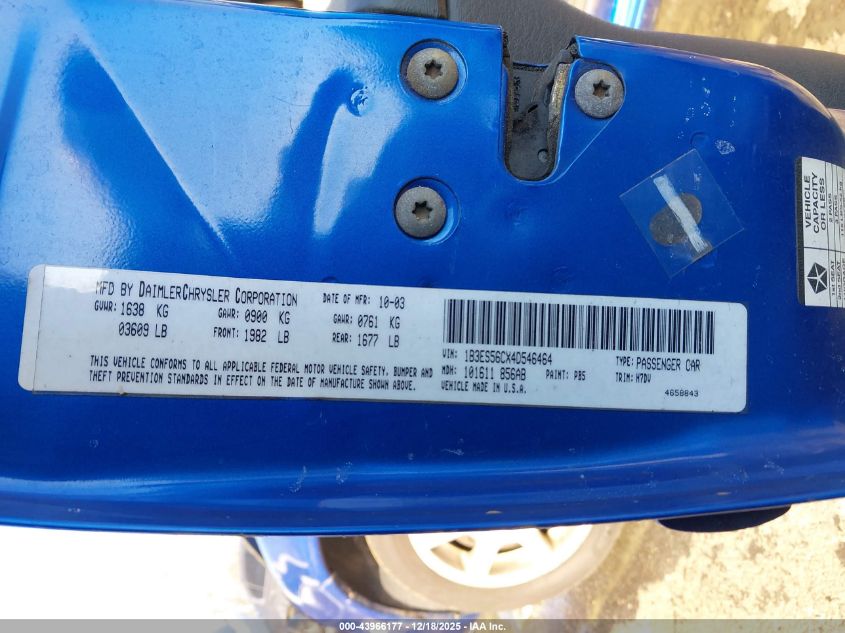 MFD BY DAIMLERCHRYSLER CORPORATION DATE OF MFR: 10-03
GVWR: 1638 KG GAWR: 0900 KG GAWR: 0761 KG
03609 LB FRONT: 1982 LB REAR: 1677 LB
THIS VEHICLE CONFORMS TO ALL APPLICABLE FEDERAL MOTOR VEHICLE SAFETY, BUMPER AND
THEFT PREVENTION STANDARDS IN EFFECT ON THE DATE OF MANUFACTURE SHOWN ABOVE.
VIN: 1B3ES56CX4D546464 TYPE: PASSENGER CAR
MDH: 101611 856AB PAINT: PB5 TRIM: H7DV
VEHICLE MADE IN U.S.A. 4658843
VEHICLE
CAPACITY
OR LESS
000-43966177 - 12/18/2025 - IAA Inc.